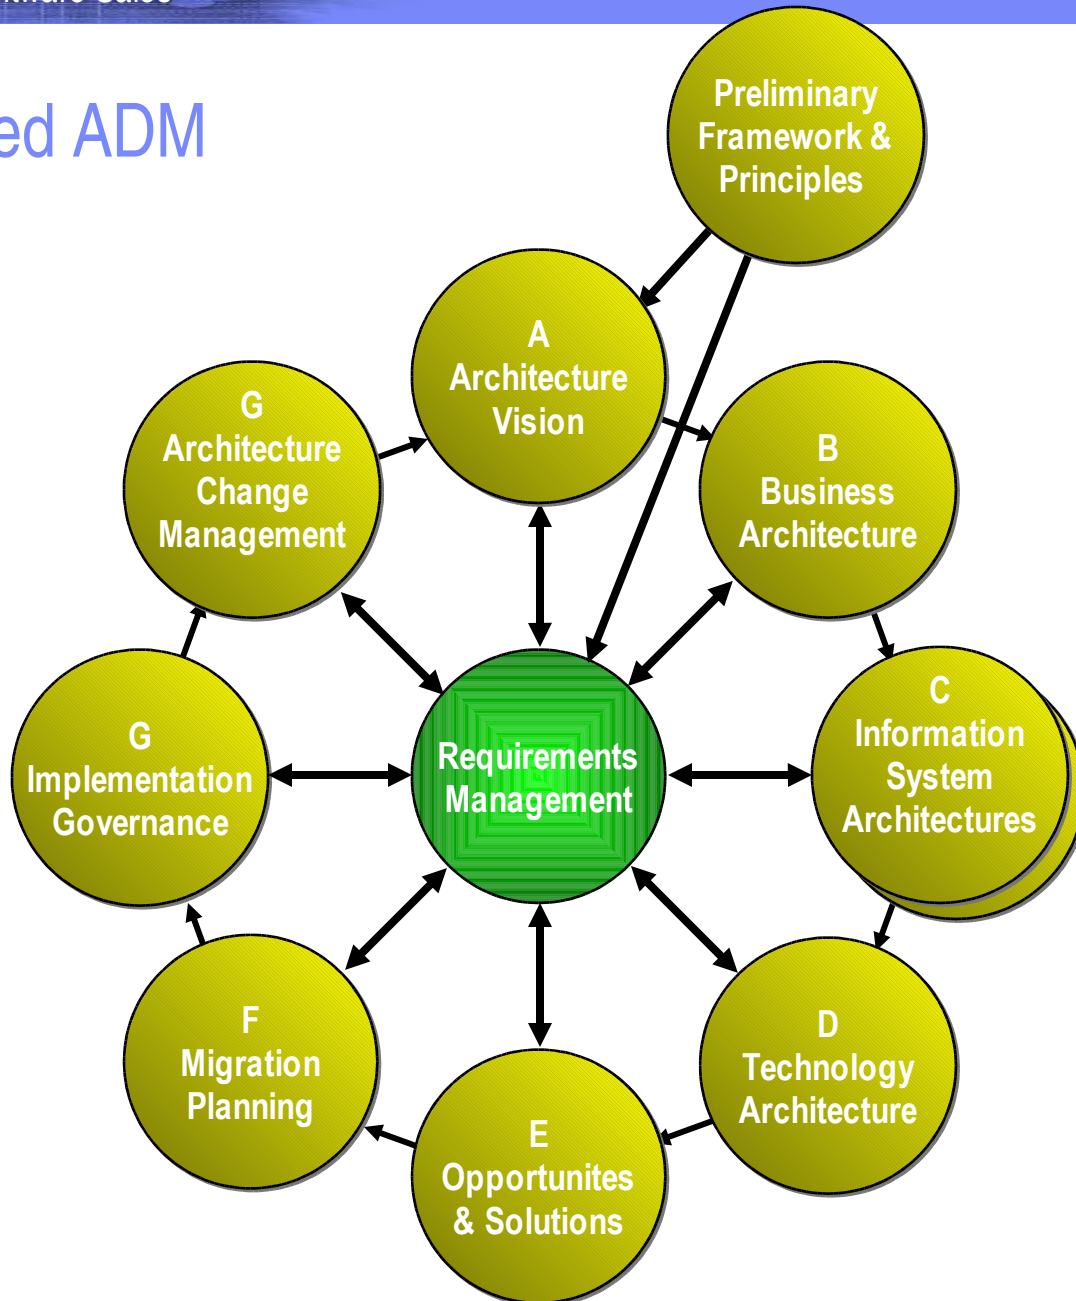 ed ADM
Preliminary
Framework &
Principles
A
Architecture
Vision
B
Business
Architecture
C
Information
System
Architectures
D
Technology
Architecture
E
Opportunites
& Solutions
F
Migration
Planning
G
Implementation
Governance
G
Architecture
Change
Management
Requirements
Management